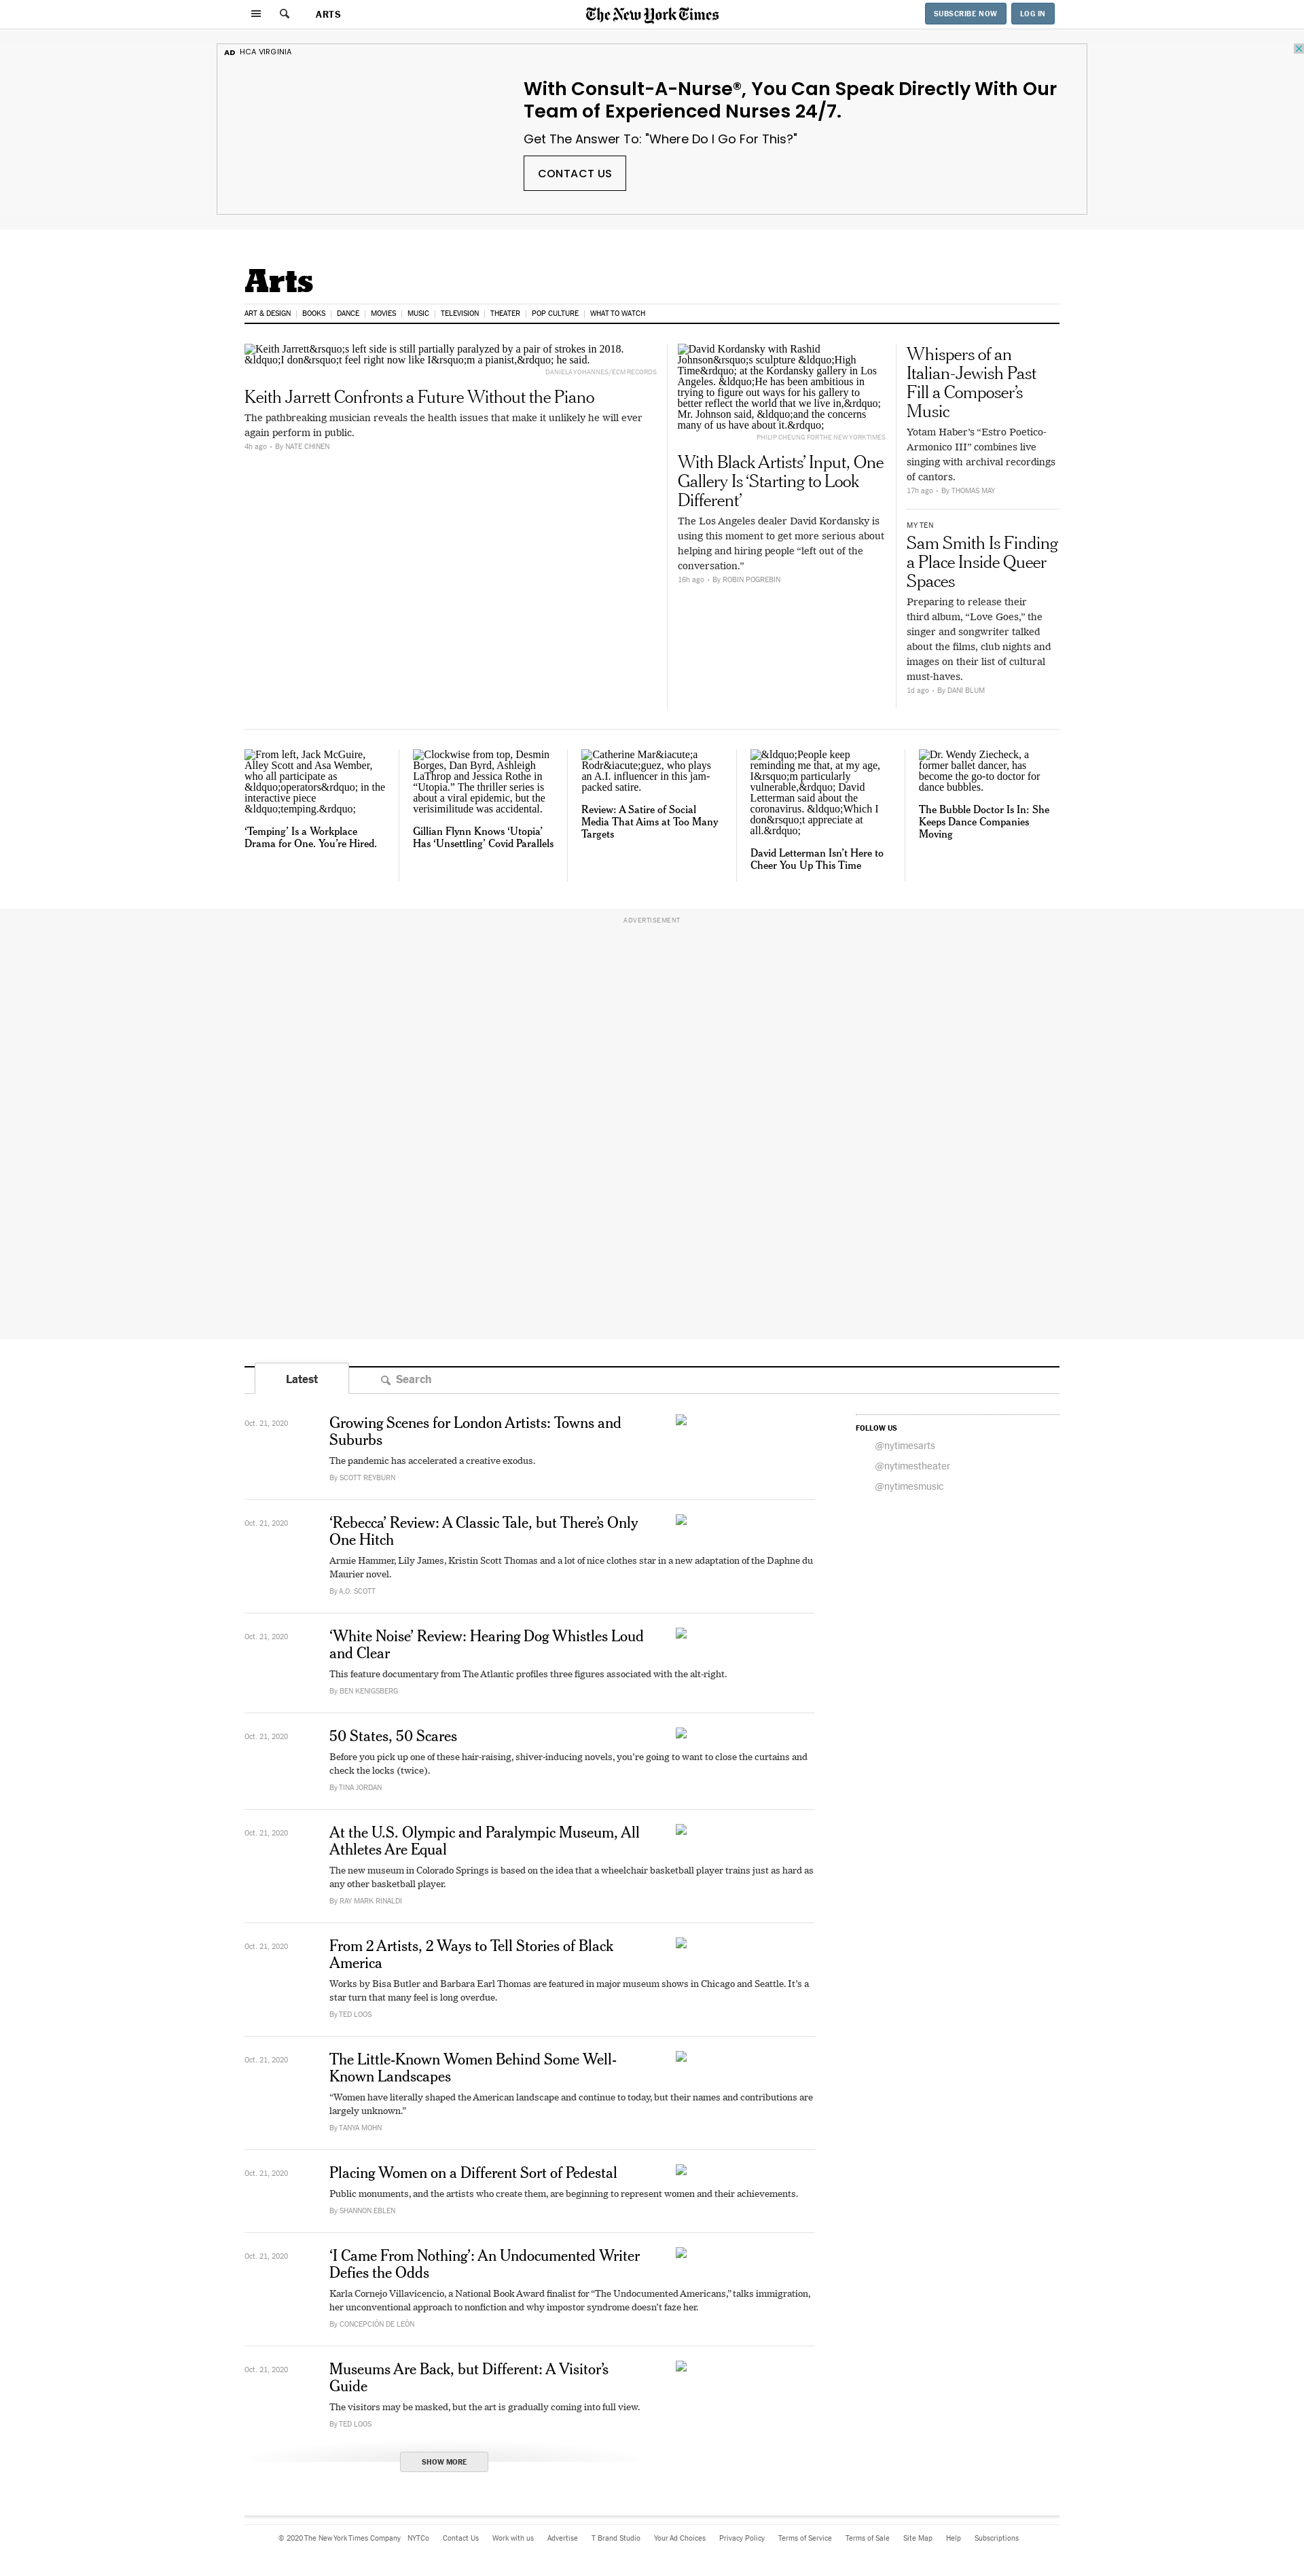 ARTS
The New York Times
SUBSCRIBE NOW
LOG IN
AD HCA VIRGINIA
With Consult-A-Nurse®, You Can Speak Directly With Our
Team of Experienced Nurses 24/7.
Get The Answer To: "Where Do I Go For This?"
CONTACT US
Arts
ART & DESIGN | BOOKS | DANCE | MOVIES | MUSIC | TELEVISION | THEATER | POP CULTURE | WHAT TO WATCH
Keith Jarrett&rsquo;s left side is still partially paralyzed by a pair of strokes in 2018.
&ldquo;I don&rsquo;t feel right now like I&rsquo;m a pianist,&rdquo; he said.
DANIELA YOHANNES/ECM RECORDS
Keith Jarrett Confronts a Future Without the Piano
The pathbreaking musician reveals the health issues that make it unlikely he will ever
again perform in public.
4h ago • By NATE CHINEN
David Kordansky with Rashid
Johnson&rsquo;s sculpture &ldquo;High
Time&rdquo; at the Kordansky gallery in Los
Angeles. &ldquo;He has been ambitious in
trying to figure out ways for his gallery to
better reflect the world that we live in,&rdquo;
Mr. Johnson said, &ldquo;and the concerns
many of us have about it.&rdquo;
PHILIP CHEUNG FOR THE NEW YORK TIMES
With Black Artists’ Input, One
Gallery Is ‘Starting to Look
Different’
The Los Angeles dealer David Kordansky is
using this moment to get more serious about
helping and hiring people “left out of the
conversation.”
16h ago • By ROBIN POGREBIN
Whispers of an
Italian-Jewish Past
Fill a Composer’s
Music
Yotam Haber’s “Estro Poetico-
Armonico III” combines live
singing with archival recordings
of cantors.
17h ago • By THOMAS MAY
MY TEN
Sam Smith Is Finding
a Place Inside Queer
Spaces
Preparing to release their
third album, “Love Goes,” the
singer and songwriter talked
about the films, club nights and
images on their list of cultural
must-haves.
1d ago • By DANI BLUM
From left, Jack McGuire,
Alley Scott and Asa Wember,
who all participate as
&ldquo;operators&rdquo; in the
interactive piece
&ldquo;temping.&rdquo;
‘Temping’ Is a Workplace
Drama for One. You’re Hired.
Clockwise from top, Desmin
Borges, Dan Byrd, Ashleigh
LaThrop and Jessica Rothe in
“Utopia.” The thriller series is
about a viral epidemic, but the
verisimilitude was accidental.
Gillian Flynn Knows ‘Utopia’
Has ‘Unsettling’ Covid Parallels
Catherine Mar&iacute;a
Rodr&iacute;guez, who plays
an A.I. influencer in this jam-
packed satire.
Review: A Satire of Social
Media That Aims at Too Many
Targets
&ldquo;People keep
reminding me that, at my age,
I&rsquo;m particularly
vulnerable,&rdquo; David
Letterman said about the
coronavirus. &ldquo;Which I
don&rsquo;t appreciate at
all.&rdquo;
David Letterman Isn’t Here to
Cheer You Up This Time
Dr. Wendy Ziecheck, a
former ballet dancer, has
become the go-to doctor for
dance bubbles.
The Bubble Doctor Is In: She
Keeps Dance Companies
Moving
ADVERTISEMENT
Latest
Search
Oct. 21, 2020
Growing Scenes for London Artists: Towns and
Suburbs
The pandemic has accelerated a creative exodus.
By SCOTT REYBURN
Oct. 21, 2020
‘Rebecca’ Review: A Classic Tale, but There’s Only
One Hitch
Armie Hammer, Lily James, Kristin Scott Thomas and a lot of nice clothes star in a new adaptation of the Daphne du
Maurier novel.
By A.O. SCOTT
Oct. 21, 2020
‘White Noise’ Review: Hearing Dog Whistles Loud
and Clear
This feature documentary from The Atlantic profiles three figures associated with the alt-right.
By BEN KENIGSBERG
Oct. 21, 2020
50 States, 50 Scares
Before you pick up one of these hair-raising, shiver-inducing novels, you’re going to want to close the curtains and
check the locks (twice).
By TINA JORDAN
Oct. 21, 2020
At the U.S. Olympic and Paralympic Museum, All
Athletes Are Equal
The new museum in Colorado Springs is based on the idea that a wheelchair basketball player trains just as hard as
any other basketball player.
By RAY MARK RINALDI
Oct. 21, 2020
From 2 Artists, 2 Ways to Tell Stories of Black
America
Works by Bisa Butler and Barbara Earl Thomas are featured in major museum shows in Chicago and Seattle. It’s a
star turn that many feel is long overdue.
By TED LOOS
Oct. 21, 2020
The Little-Known Women Behind Some Well-
Known Landscapes
“Women have literally shaped the American landscape and continue to today, but their names and contributions are
largely unknown.”
By TANYA MOHN
Oct. 21, 2020
Placing Women on a Different Sort of Pedestal
Public monuments, and the artists who create them, are beginning to represent women and their achievements.
By SHANNON EBLEN
Oct. 21, 2020
‘I Came From Nothing’: An Undocumented Writer
Defies the Odds
Karla Cornejo Villavicencio, a National Book Award finalist for “The Undocumented Americans,” talks immigration,
her unconventional approach to nonfiction and why impostor syndrome doesn’t faze her.
By CONCEPCIÓN DE LEÓN
Oct. 21, 2020
Museums Are Back, but Different: A Visitor’s
Guide
The visitors may be masked, but the art is gradually coming into full view.
By TED LOOS
SHOW MORE
FOLLOW US
@nytimesarts
@nytimestheater
@nytimesmusic
© 2020 The New York Times Company NYTCo Contact Us Work with us Advertise T Brand Studio Your Ad Choices Privacy Policy Terms of Service Terms of Sale Site Map Help Subscriptions